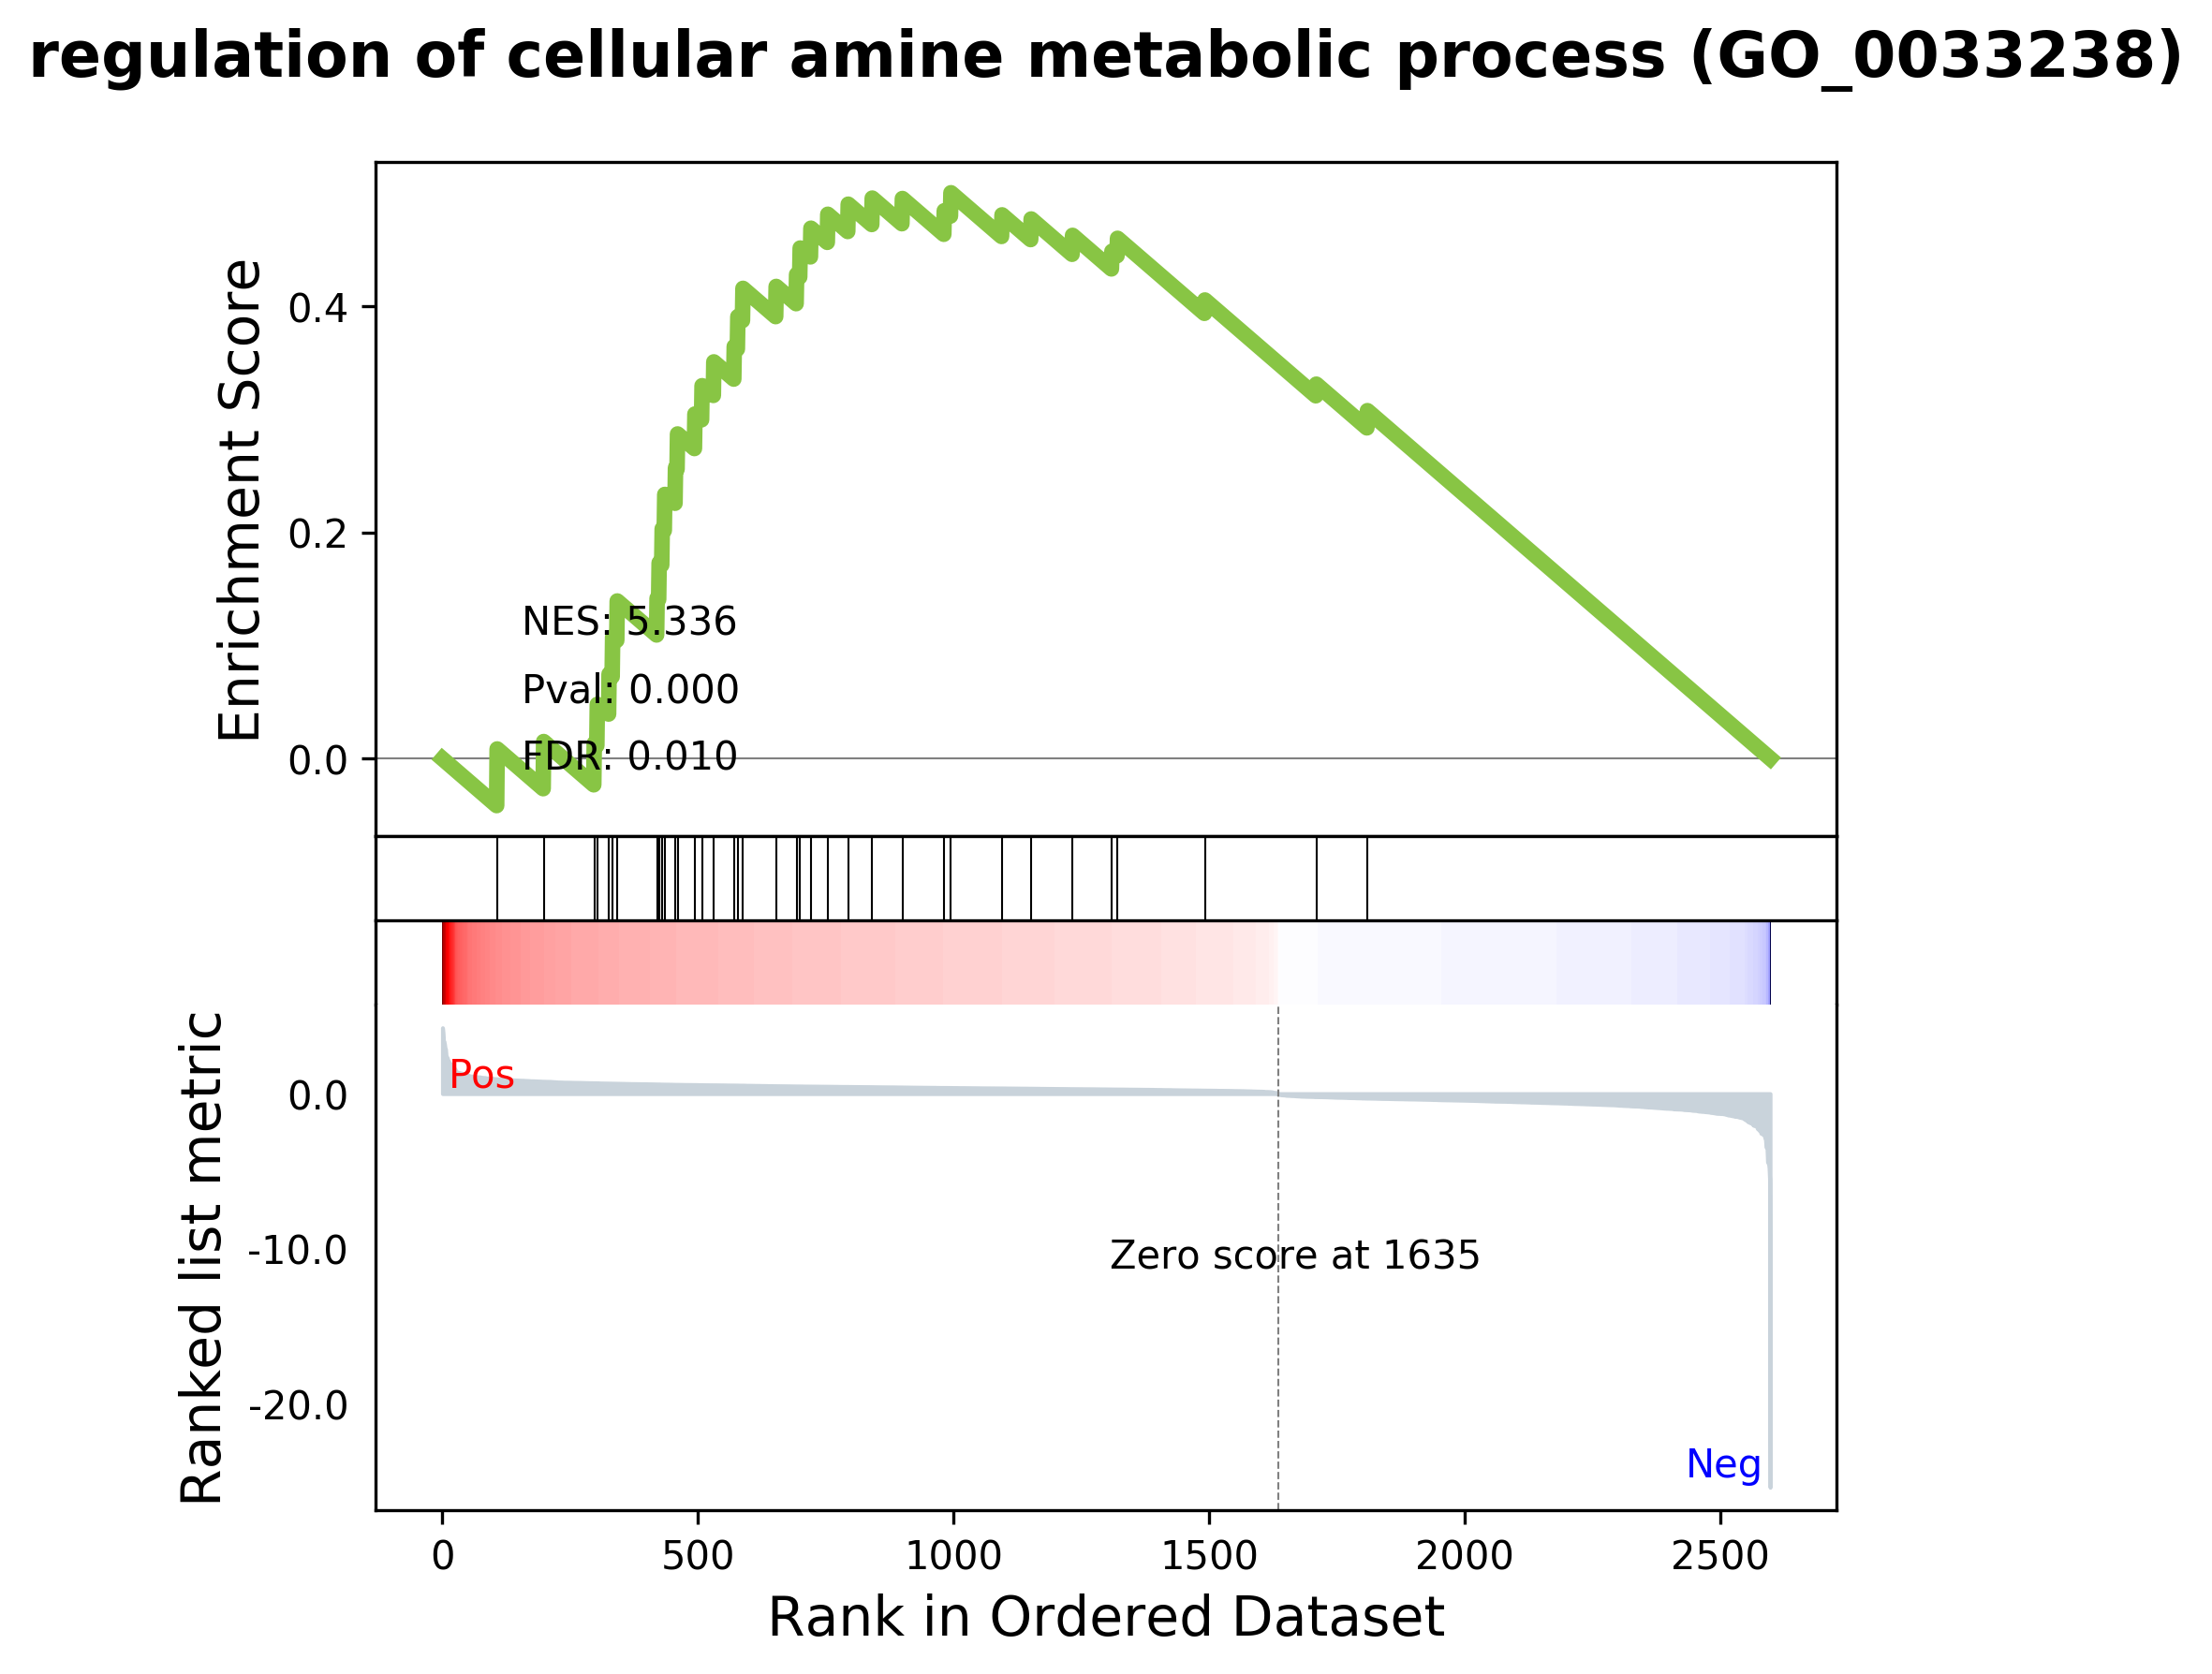 regulation of cellular amine metabolic process (GO_0033238)
Enrichment Score
0.4
0.2
0.0
NES: 5.336
Pval: 0.000
FDR: 0.010
Ranked list metric
0.0
-10.0
-20.0
Pos
Zero score at 1635
Neg
0 500 1000 1500 2000 2500
Rank in Ordered Dataset